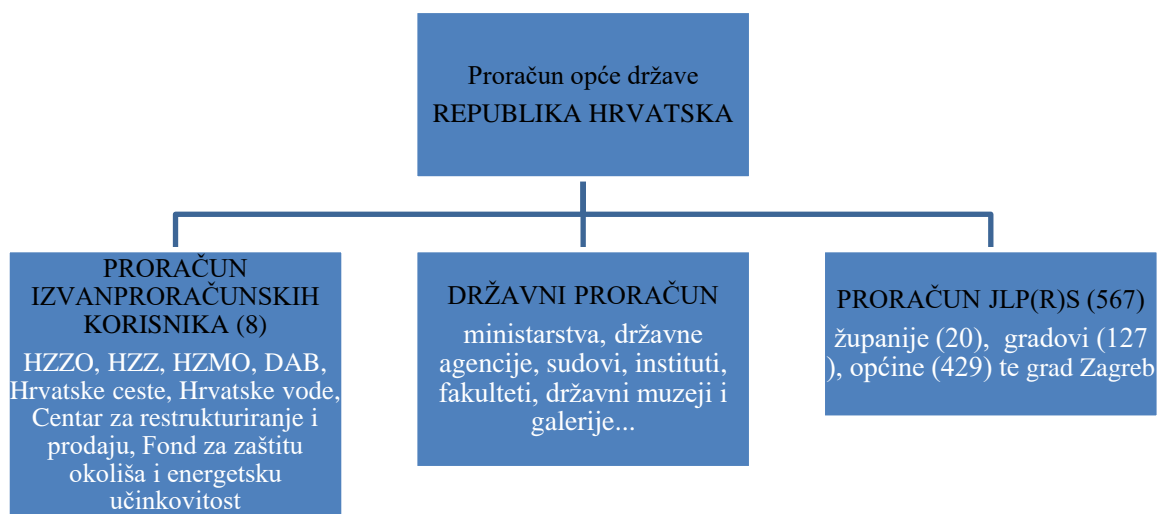 Proračun opće države
REPUBLIKA HRVATSKA
PRORAČUN
IZVANPRORAČUNSKIH
KORISNIKA (8)
HZZO, HZZ, HZMO, DAB,
Hrvatske ceste, Hrvatske vode,
Centar za restrukturiranje i
prodaju, Fond za zaštitu
okoliša i energetsku
učinkovitost
DRŽAVNI PRORAČUN
ministarstva, državne
agencije, sudovi, instituti,
fakulteti, državni muzeji i
galerije...
PRORAČUN JLP(R)S (567)
županije (20), gradovi (127
), općine (429) te grad Zagreb